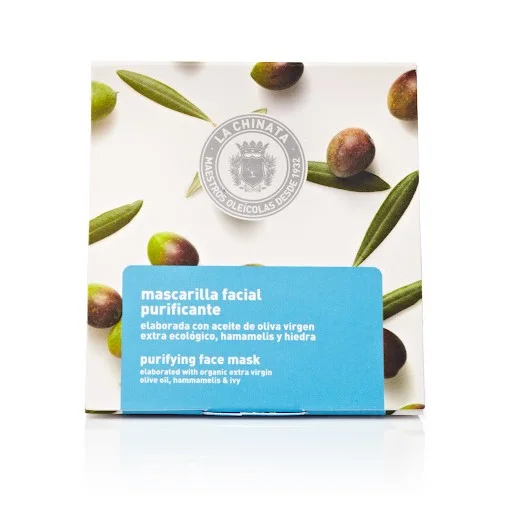 LA CHINATA
MAESTROS OLEÍCOLAS DESDE 1932
mascarilla facial
purificante
elaborada con aceite de oliva virgen
extra ecológico, hamamelis y hiedra
purifying face mask
elaborated with organic extra virgin
olive oil, hammamelis & ivy